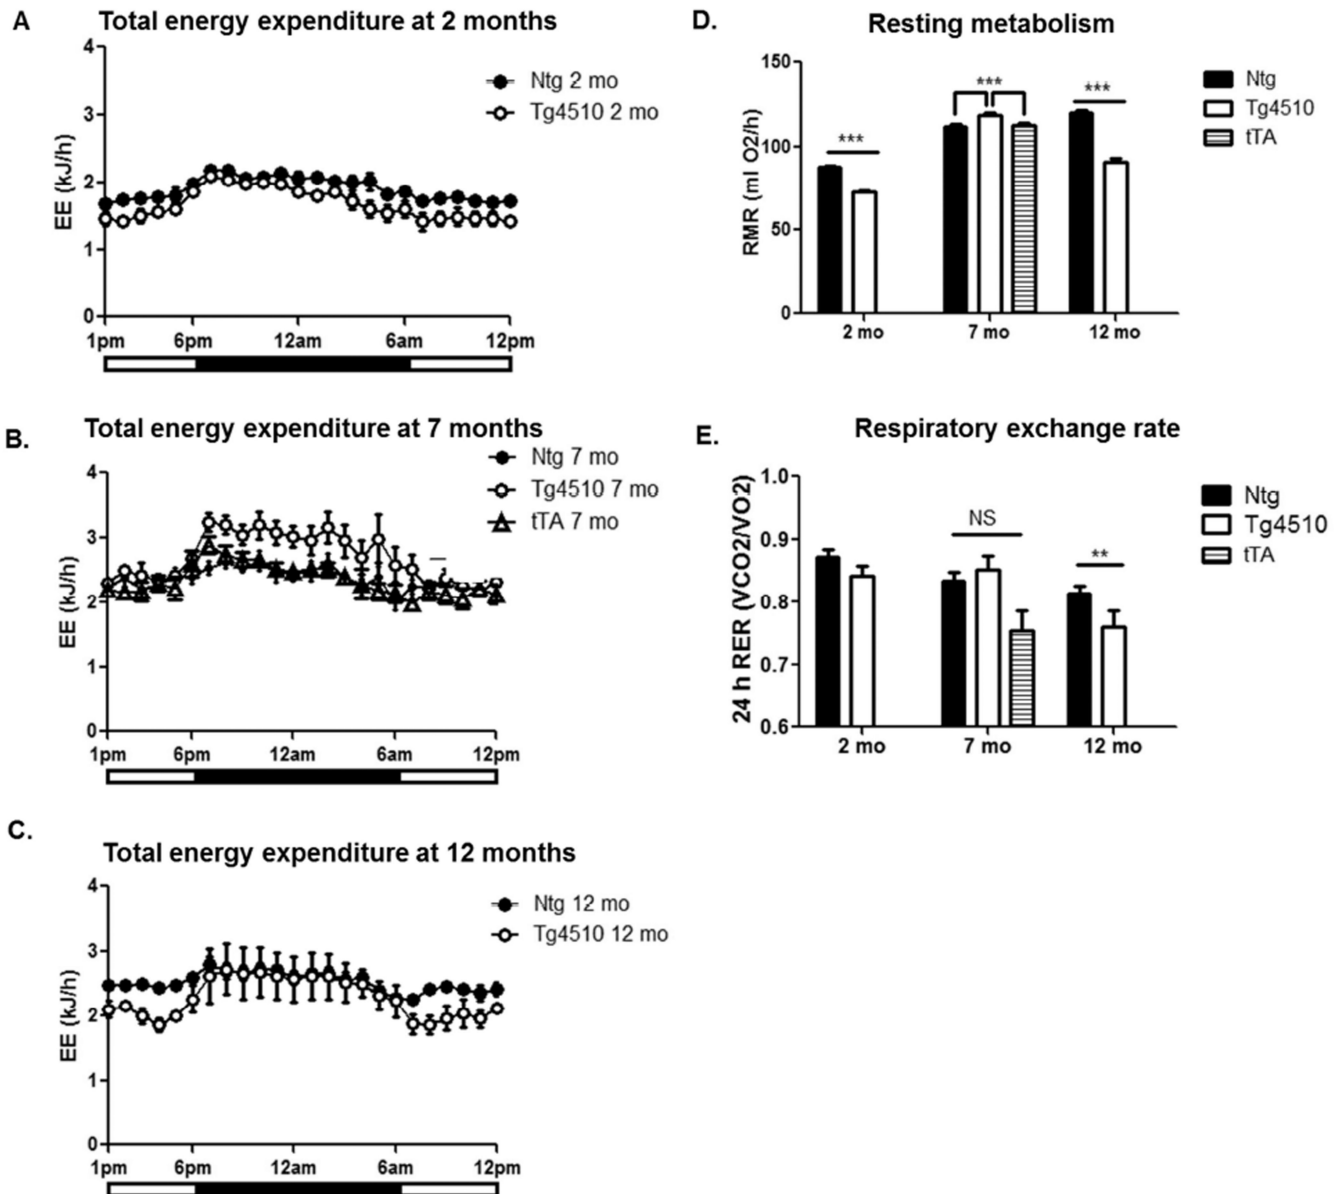 A
Total energy expenditure at 2 months
Ntg 2 mo
Tg4510 2 mo
EE (kJ/h)
4
3
2
1
0
1pm 6pm 12am 6am 12pm
B.
Total energy expenditure at 7 months
Ntg 7 mo
Tg4510 7 mo
tTA 7 mo
EE (kJ/h)
4
3
2
1
0
1pm 6pm 12am 6am 12pm
C.
Total energy expenditure at 12 months
Ntg 12 mo
Tg4510 12 mo
EE (kJ/h)
4
3
2
1
0
1pm 6pm 12am 6am 12pm
D.
Resting metabolism
Ntg
Tg4510
tTA
RMR (ml O2/h)
150
100
50
0
***
***
***
2 mo 7 mo 12 mo
E.
Respiratory exchange rate
Ntg
Tg4510
tTA
24 h RER (VCO2/VO2)
1.0
0.9
0.8
0.7
0.6
NS
**
2 mo 7 mo 12 mo